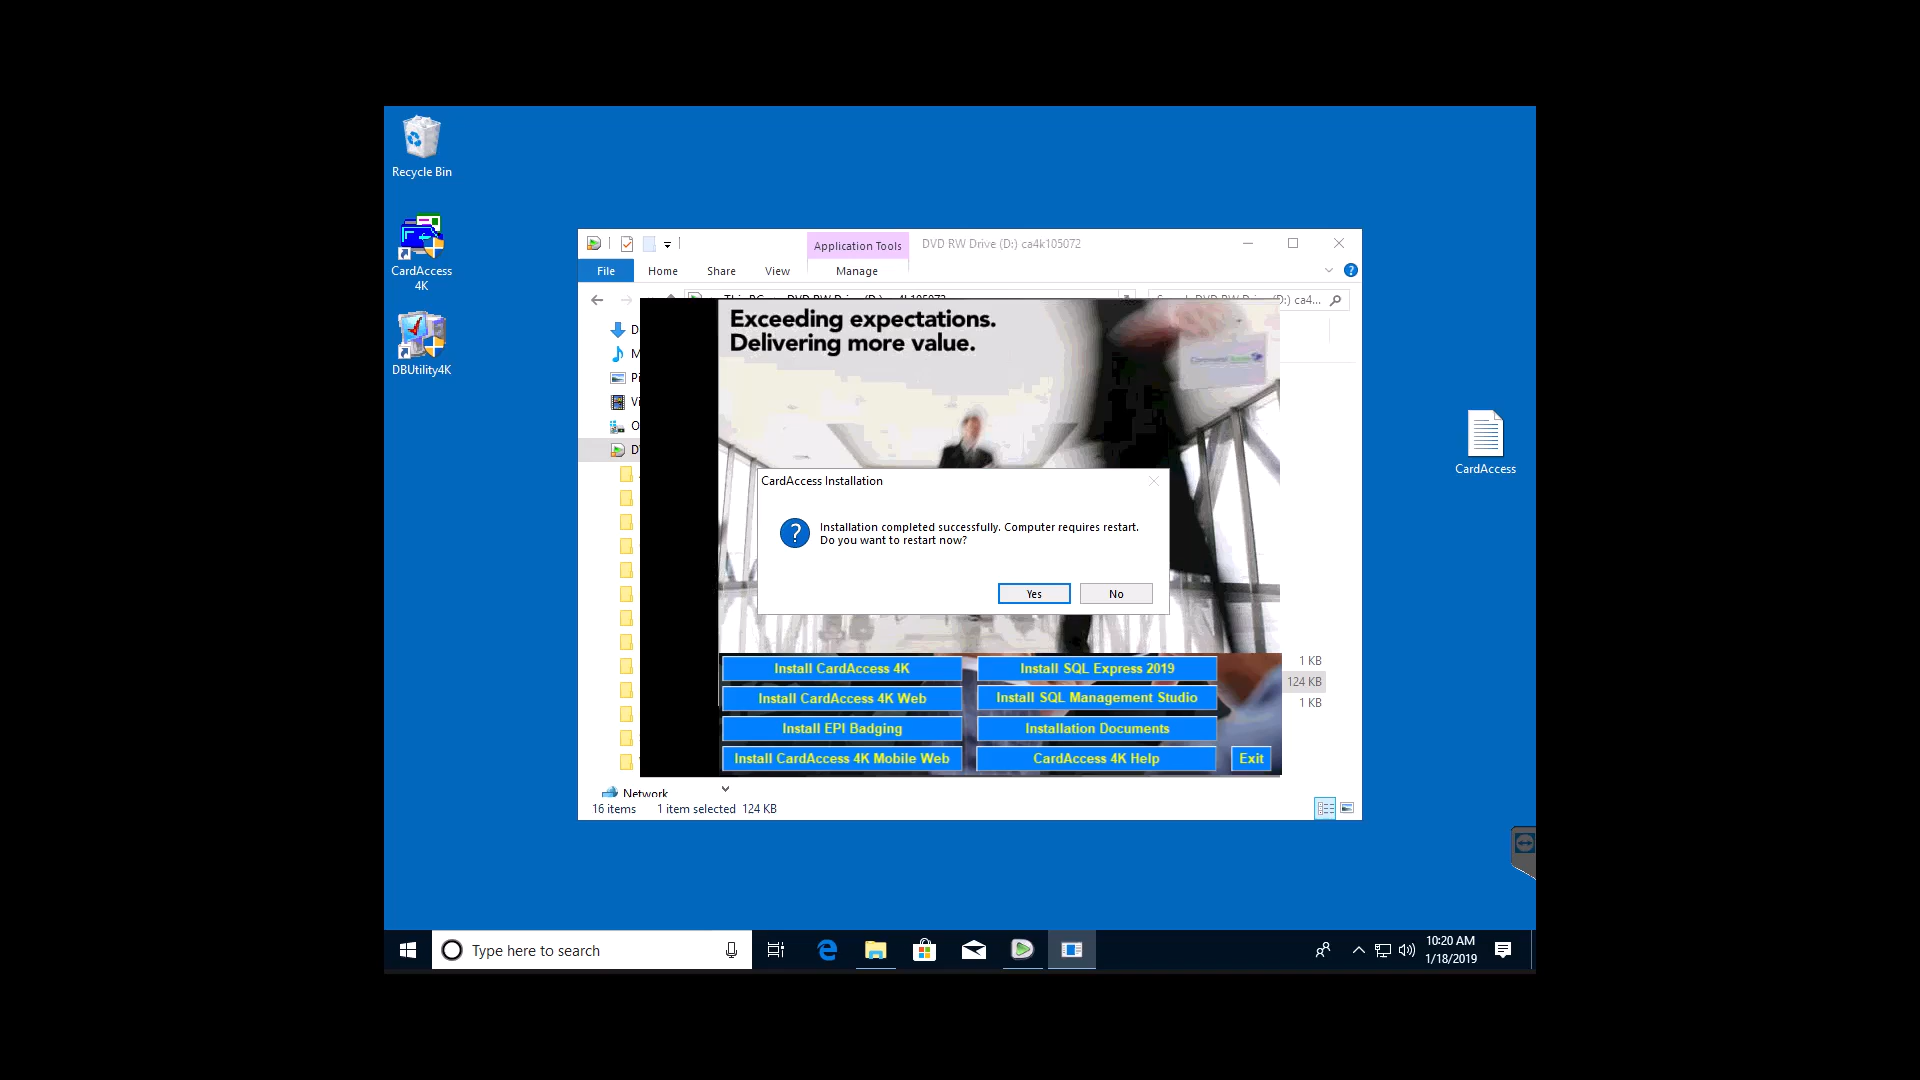 Recycle Bin
CardAccess
4K
DBUtility4K
CardAccess
Application Tools
DVD RW Drive (D:) ca4k105072
File
Home
Share
View
Manage
Exceeding expectations.
Delivering more value.
CardAccess Installation
Installation completed successfully. Computer requires restart.
Do you want to restart now?
Yes
No
Install CardAccess 4K
Install SQL Express 2019
Install CardAccess 4K Web
Install SQL Management Studio
Install EPI Badging
Installation Documents
Install CardAccess 4K Mobile Web
CardAccess 4K Help
Exit
1 KB
124 KB
1 KB
Network
16 items
1 item selected 124 KB
Type here to search
10:20 AM
1/18/2019